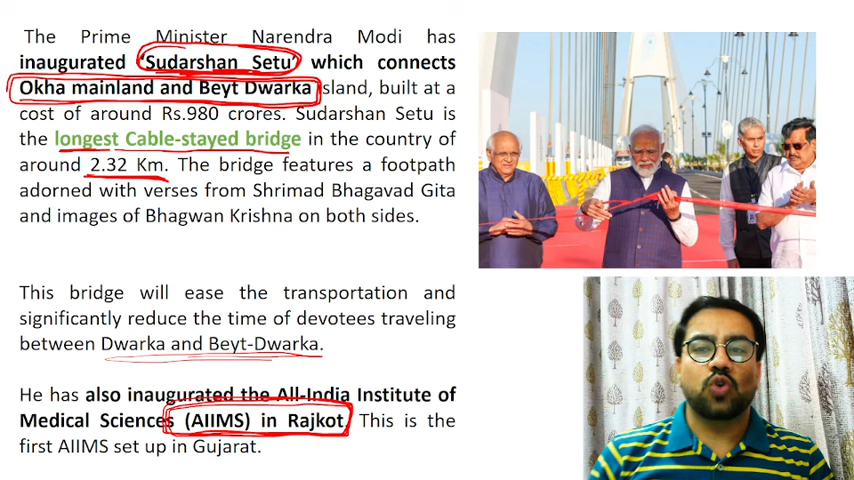 The Prime Minister Narendra Modi has
inaugurated 'Sudarshan Setu' which connects
Okha mainland and Beyt Dwarka island, built at a
cost of around Rs.980 crores. Sudarshan Setu is
the longest Cable-stayed bridge in the country of
around 2.32 Km. The bridge features a footpath
adorned with verses from Shrimad Bhagavad Gita
and images of Bhagwan Krishna on both sides.
This bridge will ease the transportation and
significantly reduce the time of devotees traveling
between Dwarka and Beyt-Dwarka.
He has also inaugurated the All-India Institute of
Medical Sciences (AIIMS) in Rajkot. This is the
first AIIMS set up in Gujarat.